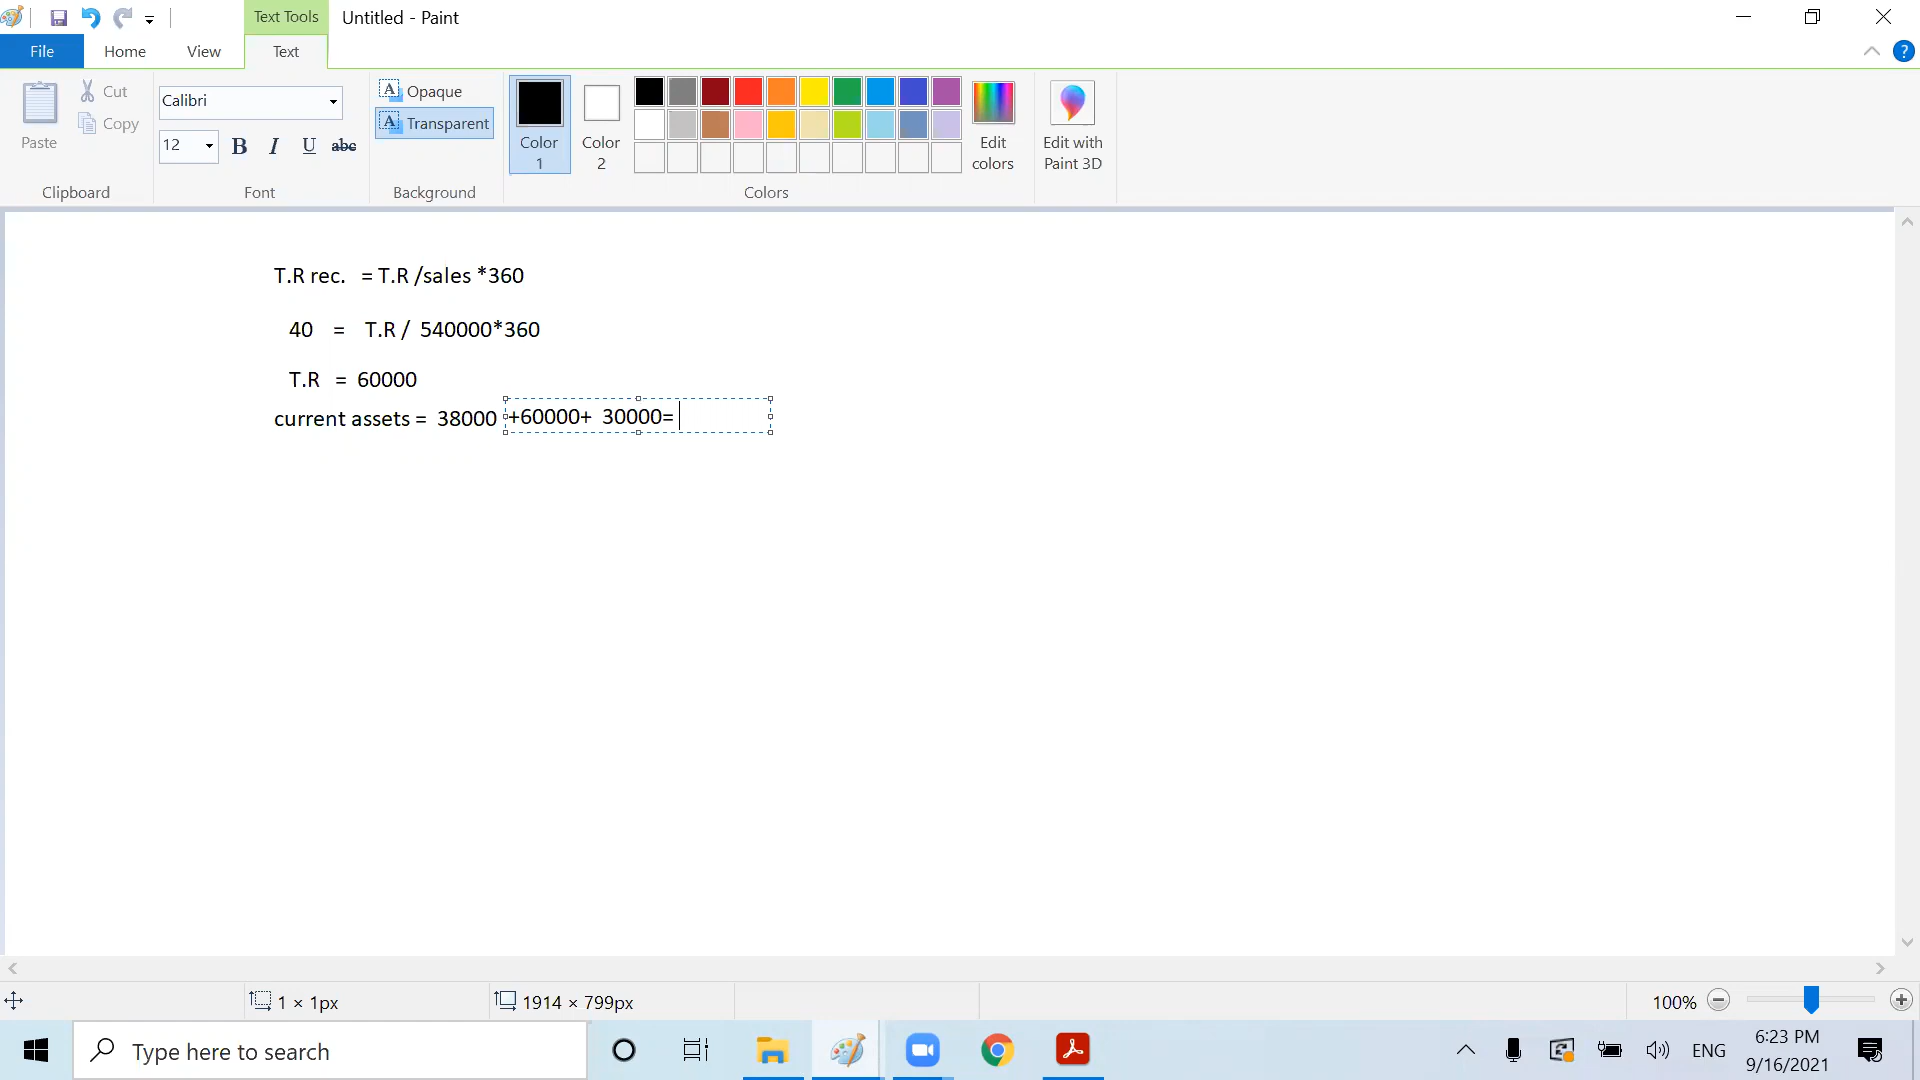 Text Tools
Untitled - Paint
File
Home
View
Text
Paste
Cut
Copy
Clipboard
Calibri
12
B
I
U
abc
Font
A Opaque
A Transparent
Background
Color
1
Color
2
Colors
Edit
colors
Edit with
Paint 3D
T.R rec. = T.R /sales *360
40 = T.R / 540000*360
T.R = 60000
current assets = 38000 +60000+ 30000=
1 × 1px
1914 × 799px
100%
Type here to search
ENG
6:23 PM
9/16/2021